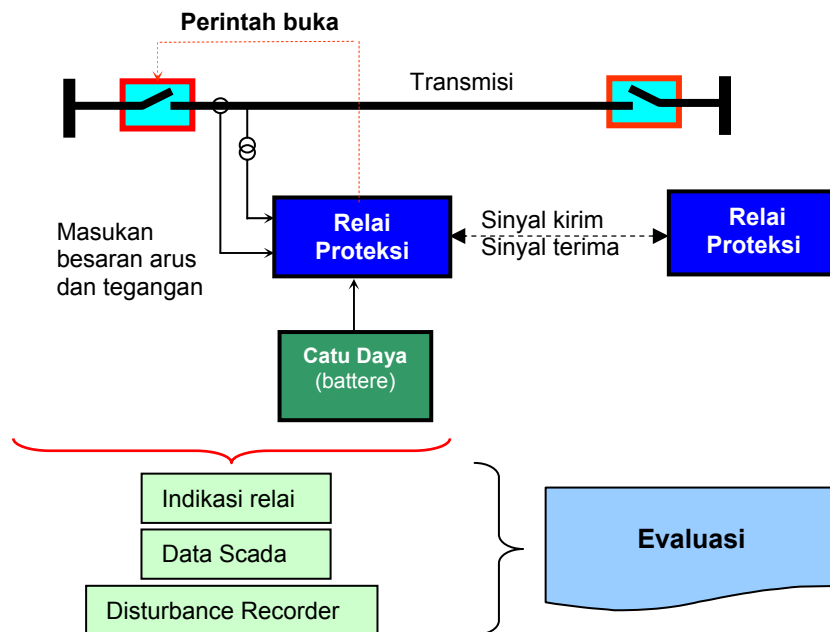 Perintah buka
Transmisi
Masukan
besaran arus
dan tegangan
Relai
Proteksi
Sinyal kirim
Sinyal terima
Relai
Proteksi
Catu Daya
(battere)
Indikasi relai
Data Scada
Disturbance Recorder
Evaluasi